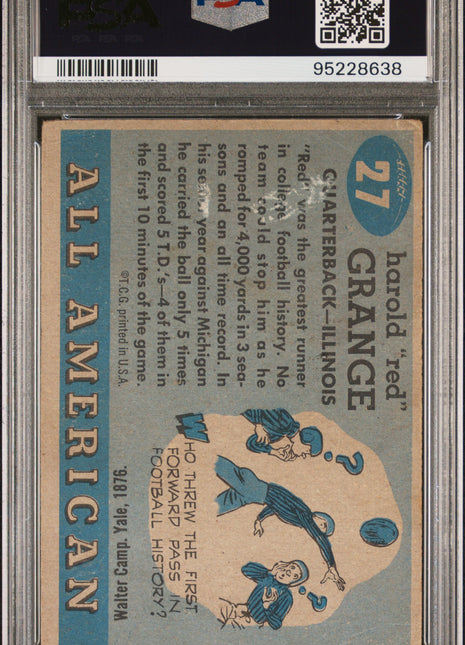 PSA
95228638
27
harold "red"
GRANGE
QUARTERBACK—ILLINOIS
"Red" was the greatest runner
in college football history. No
team could stop him as he
romped for 4,000 yards in 3 sea-
sons and an all time record. In
his senior year against Michigan
he carried the ball only 5 times
and scored 5 T.D.'s—4 of them in
the first 10 minutes of the game.
©T.C.G. printed in U.S.A.
WHO THREW THE FIRST
FORWARD PASS IN
FOOTBALL HISTORY?
Walter Camp. Yale, 1876.
ALL AMERICAN